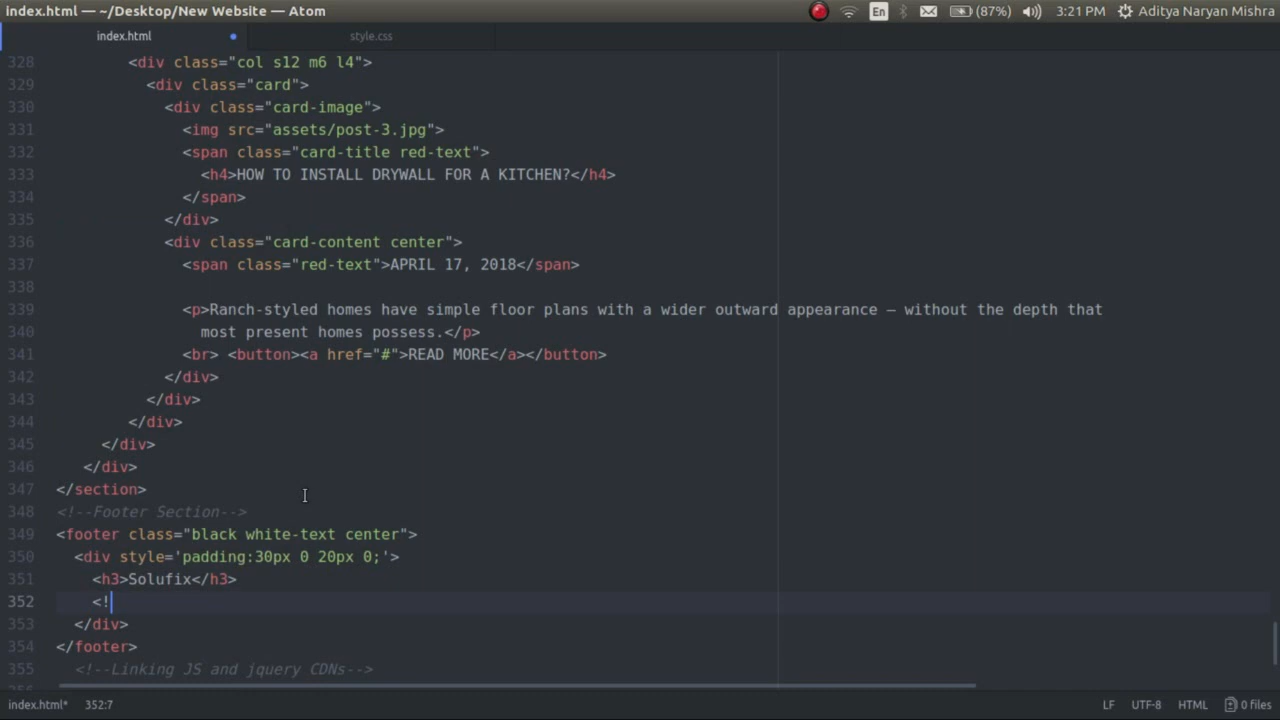 index.html — ~/Desktop/New Website — Atom
En
(87%)
3:21 PM
Aditya Naryan Mishra
index.html
style.css
328 <div class="col s12 m6 l4">
329 <div class="card">
330 <div class="card-image">
331 <img src="assets/post-3.jpg">
332 <span class="card-title red-text">
333 <h4>HOW TO INSTALL DRYWALL FOR A KITCHEN?</h4>
334 </span>
335 </div>
336 <div class="card-content center">
337 <span class="red-text">APRIL 17, 2018</span>
338
339 <p>Ranch-styled homes have simple floor plans with a wider outward appearance – without the depth that
340 most present homes possess.</p>
341 <br> <button><a href="#">READ MORE</a></button>
342 </div>
343 </div>
344 </div>
345 </div>
346 </div>
347 </section>
348 <!--Footer Section-->
349 <footer class="black white-text center">
350 <div style='padding:30px 0 20px 0;'>
351 <h3>Solufix</h3>
352 <!
353 </div>
354 </footer>
355 <!--Linking JS and jquery CDNs-->
index.html* 352:7
LF UTF-8 HTML 0 files